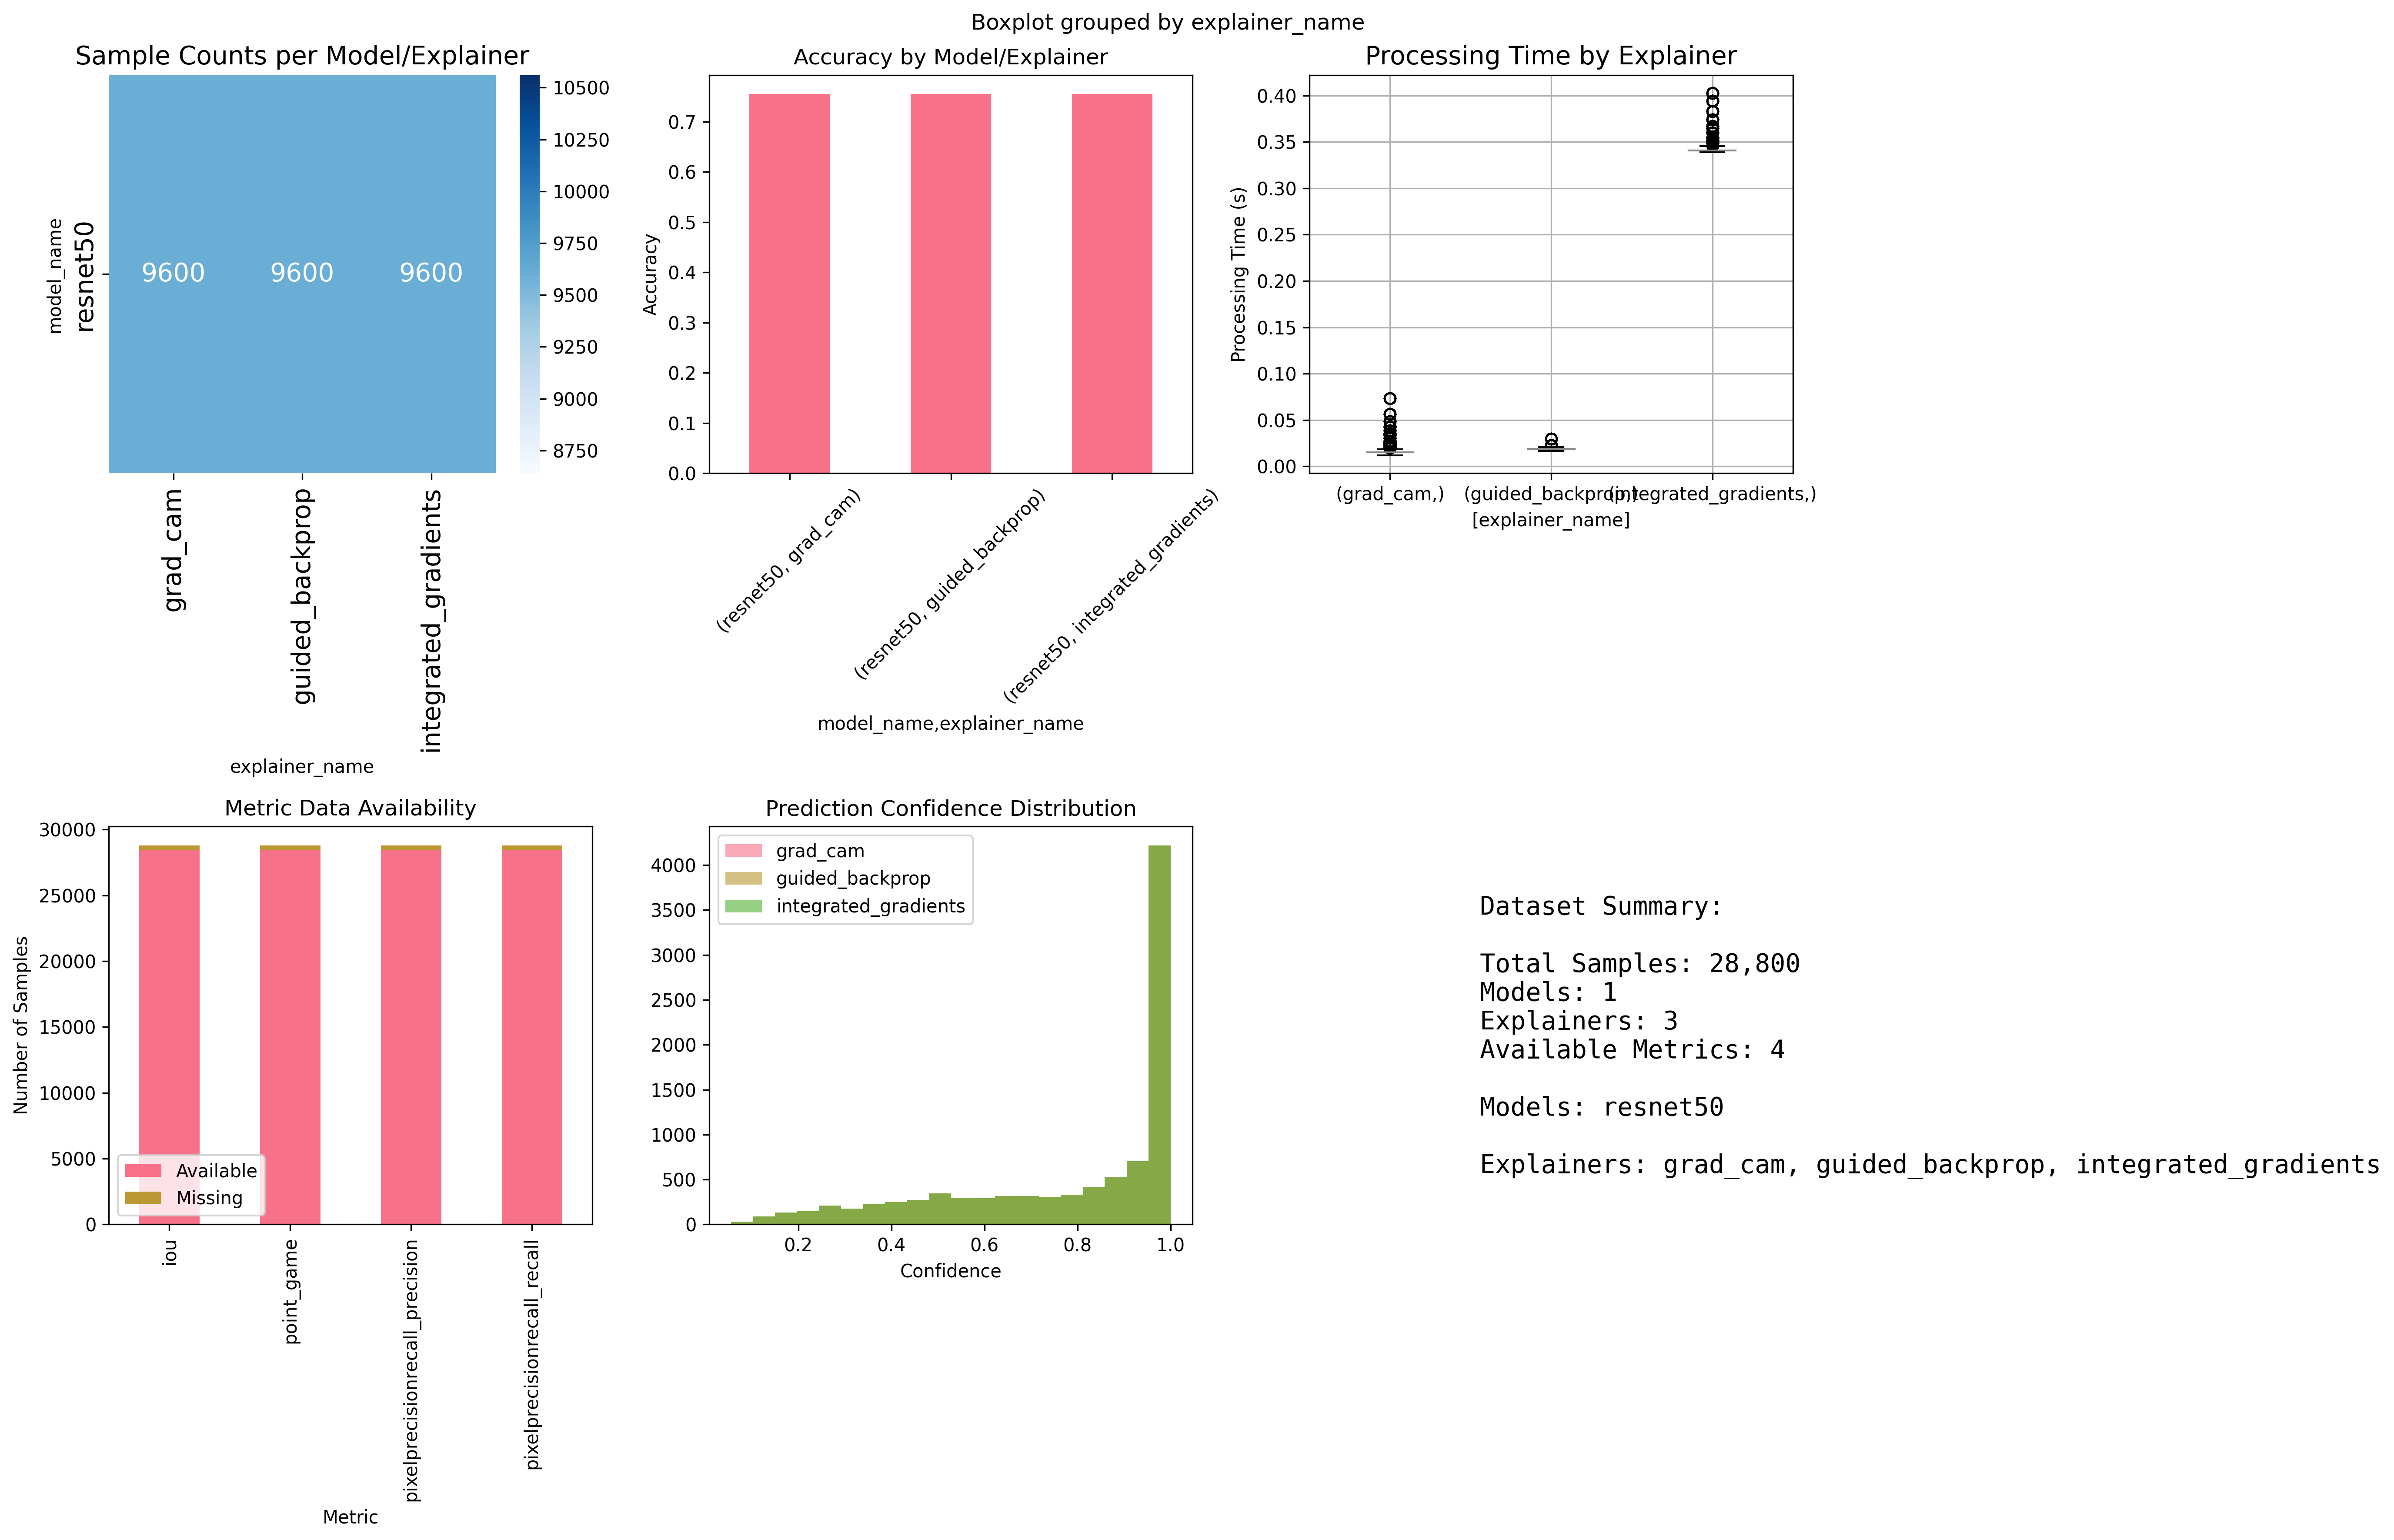 Boxplot grouped by explainer_name
Sample Counts per Model/Explainer
model_name
resnet50
9600 9600 9600
10500
10250
10000
9750
9500
9250
9000
8750
grad_cam
guided_backprop
integrated_gradients
explainer_name
Accuracy by Model/Explainer
Accuracy
0.7
0.6
0.5
0.4
0.3
0.2
0.1
0.0
(resnet50, grad_cam)
(resnet50, guided_backprop)
(resnet50, integrated_gradients)
model_name,explainer_name
Processing Time by Explainer
Processing Time (s)
0.40
0.35
0.30
0.25
0.20
0.15
0.10
0.05
0.00
(grad_cam,)
(guided_backprop,)
(integrated_gradients,)
[explainer_name]
Metric Data Availability
Number of Samples
30000
25000
20000
15000
10000
5000
0
Available
Missing
iou
point_game
pixelprecisionrecall_precision
pixelprecisionrecall_recall
Metric
Prediction Confidence Distribution
grad_cam
guided_backprop
integrated_gradients
4000
3500
3000
2500
2000
1500
1000
500
0
0.2 0.4 0.6 0.8 1.0
Confidence
Dataset Summary:
Total Samples: 28,800
Models: 1
Explainers: 3
Available Metrics: 4
Models: resnet50
Explainers: grad_cam, guided_backprop, integrated_gradients